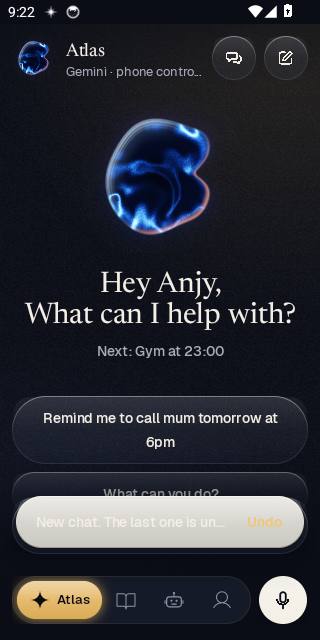 9:22
Atlas
Gemini · phone contro...
Hey Anjy,
What can I help with?
Next: Gym at 23:00
Remind me to call mum tomorrow at
6pm
What can you do?
New chat. The last one is un...
Undo
Atlas